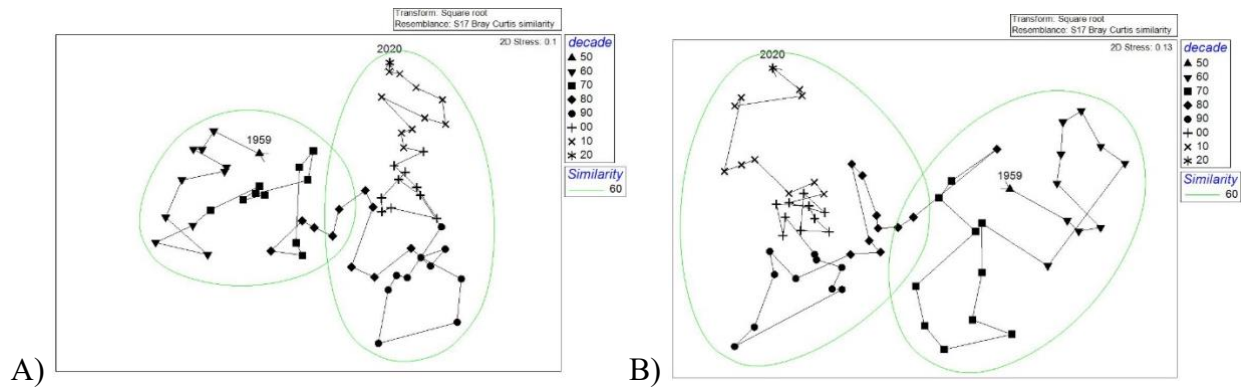 Transform: Square root
Resemblance: S17 Bray Curtis similarity
2D Stress: 0.1
2020
1959
decade
50
60
70
80
90
00
10
20
Similarity
60
A)
Transform: Square root
Resemblance: S17 Bray Curtis similarity
2D Stress: 0.13
2020
1959
decade
50
60
70
80
90
00
10
20
Similarity
60
B)